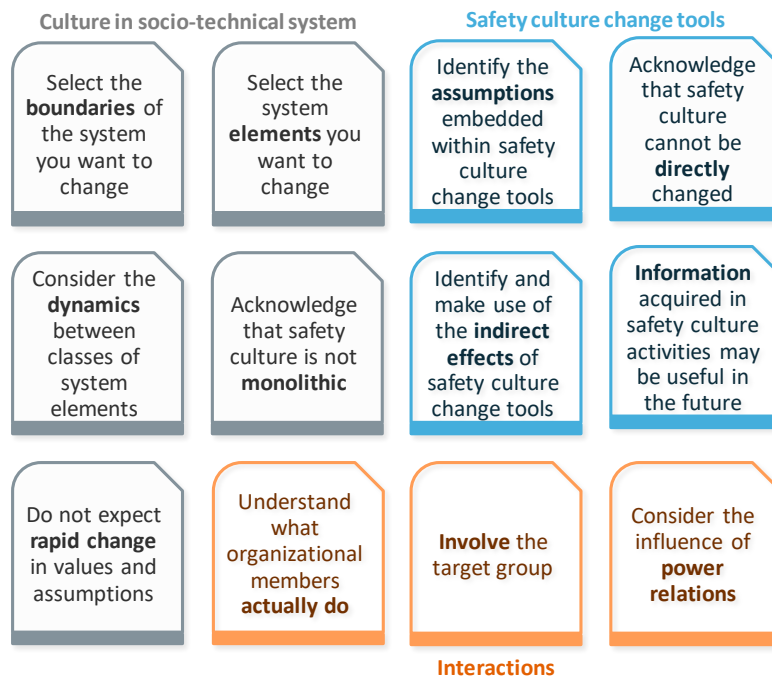 Culture in socio-technical system
Safety culture change tools
Select the
boundaries of
the system
you want to
change
Select the
system
elements you
want to
change
Identify the
assumptions
embedded
within safety
culture
change tools
Acknowledge
that safety
culture
cannot be
directly
changed
Consider the
dynamics
between
classes of
system
elements
Acknowledge
that safety
culture is not
monolithic
Identify and
make use of
the indirect
effects of
safety culture
change tools
Information
acquired in
safety culture
activities may
be useful in
the future
Do not expect
rapid change
in values and
assumptions
Understand
what
organizational
members
actually do
Involve the
target group
Consider the
influence of
power
relations
Interactions